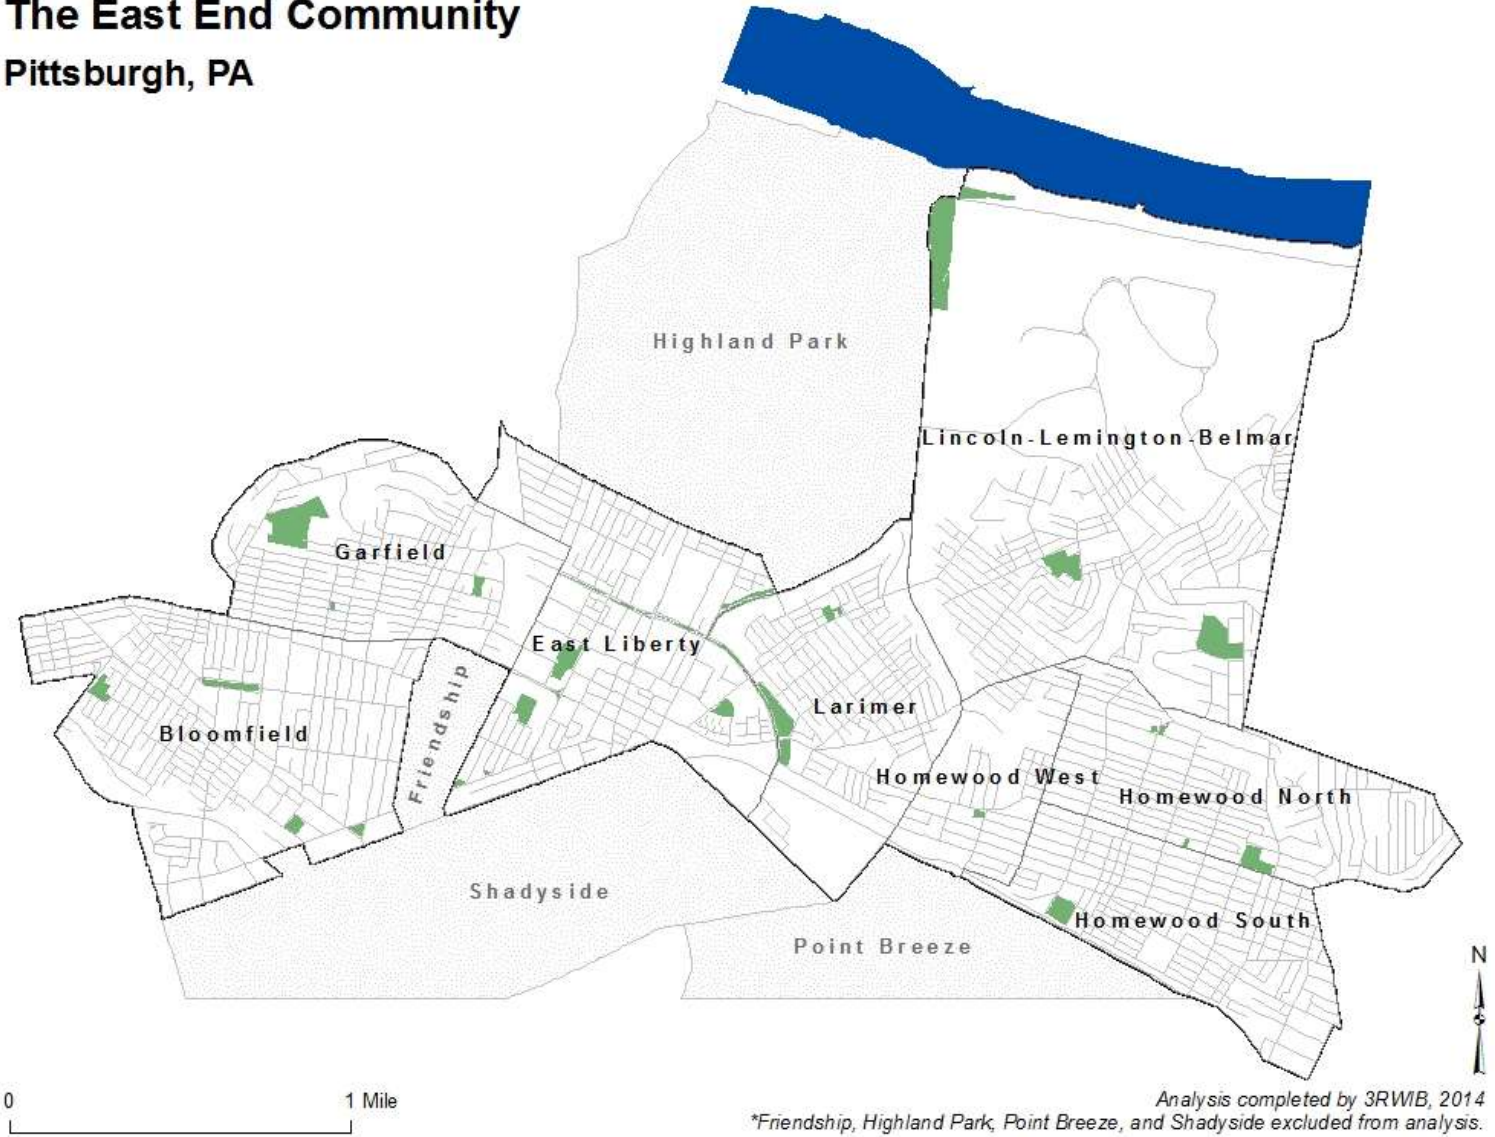 The East End Community
Pittsburgh, PA
Highland Park
Lincoln-Lemington-Belmar
Garfield
East Liberty
Friendship
Larimer
Bloomfield
Homewood West
Homewood North
Shadyside
Homewood South
Point Breeze
N
0 1 Mile
Analysis completed by 3RWIB, 2014
*Friendship, Highland Park, Point Breeze, and Shadyside excluded from analysis.